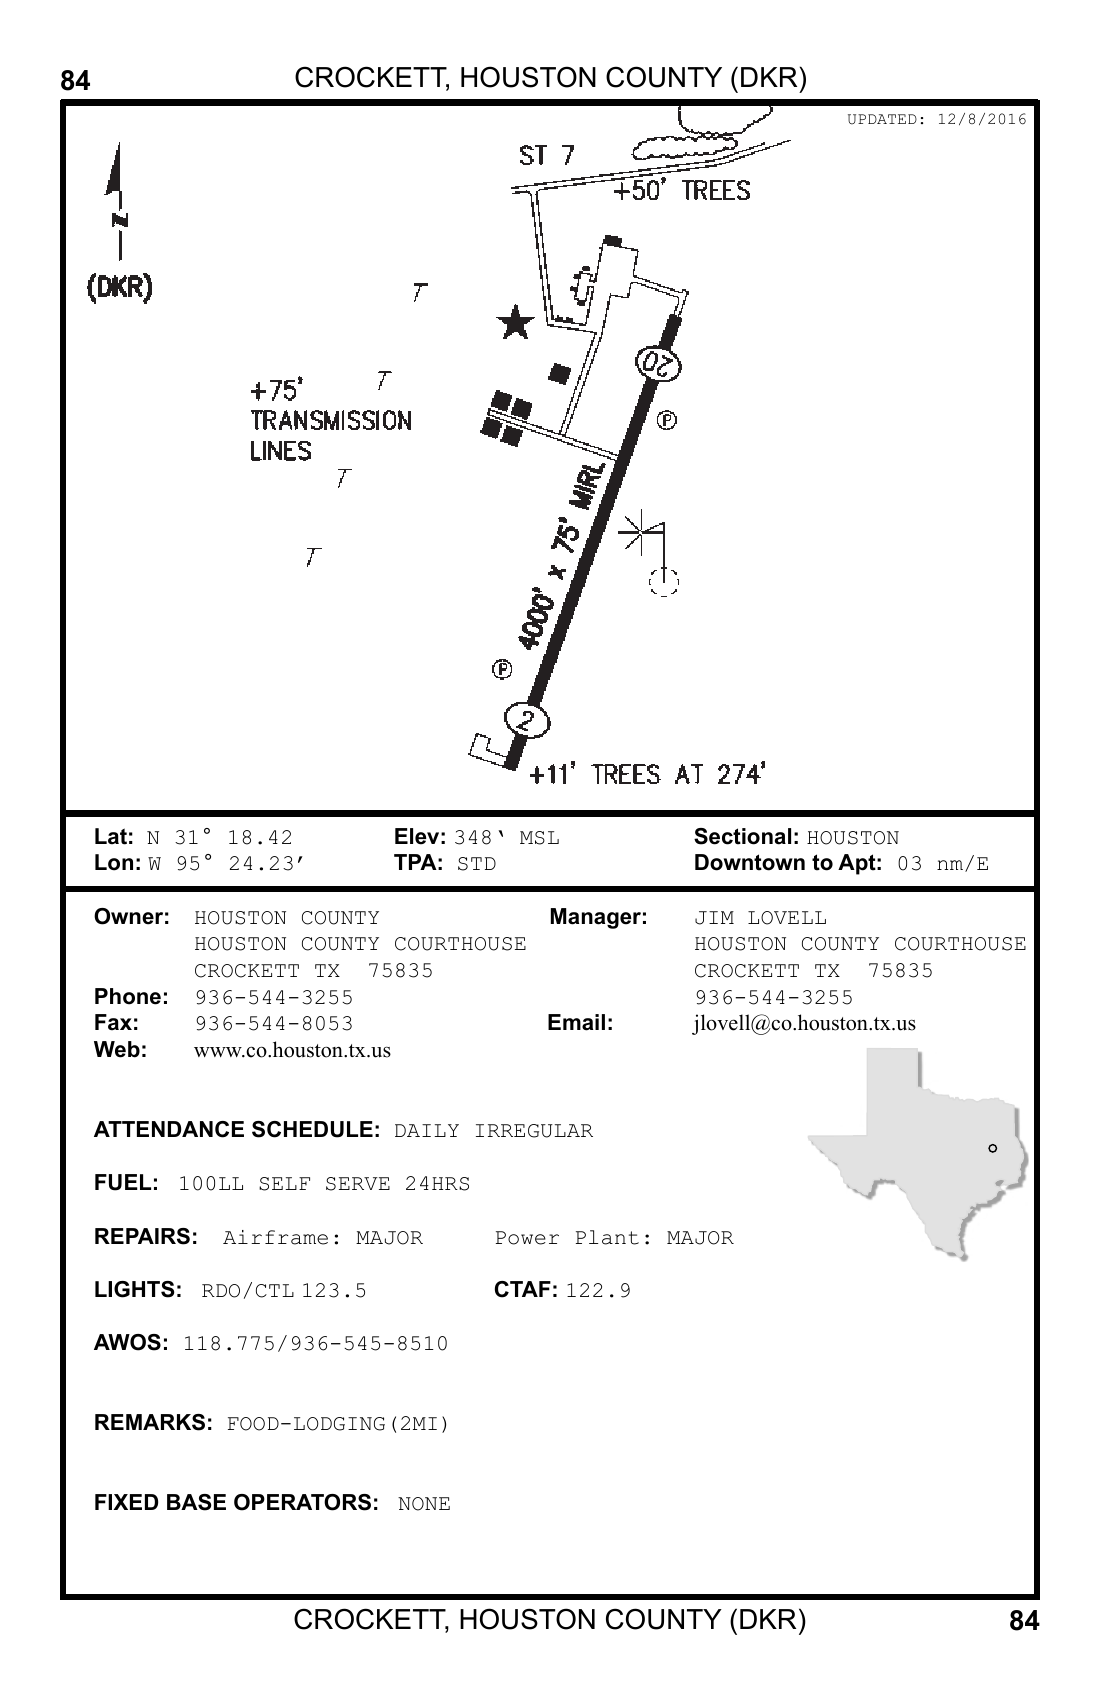 84
CROCKETT, HOUSTON COUNTY (DKR)
UPDATED: 12/8/2016
ST 7
+50' TREES
N
(DKR)
T
20
+75'
TRANSMISSION
LINES
T
P
T
4000' x 75' MIRL
T
P
2
+11' TREES AT 274'
Lat: N 31° 18.42 Elev: 348‘ MSL Sectional: HOUSTON
Lon: W 95° 24.23’ TPA: STD Downtown to Apt: 03 nm/E
Owner: HOUSTON COUNTY Manager: JIM LOVELL
HOUSTON COUNTY COURTHOUSE HOUSTON COUNTY COURTHOUSE
CROCKETT TX 75835 CROCKETT TX 75835
Phone: 936-544-3255 936-544-3255
Fax: 936-544-8053 Email: jlovell@co.houston.tx.us
Web: www.co.houston.tx.us
ATTENDANCE SCHEDULE: DAILY IRREGULAR
FUEL: 100LL SELF SERVE 24HRS
REPAIRS: Airframe: MAJOR Power Plant: MAJOR
LIGHTS: RDO/CTL 123.5 CTAF: 122.9
AWOS: 118.775/936-545-8510
REMARKS: FOOD-LODGING(2MI)
FIXED BASE OPERATORS: NONE
CROCKETT, HOUSTON COUNTY (DKR)
84